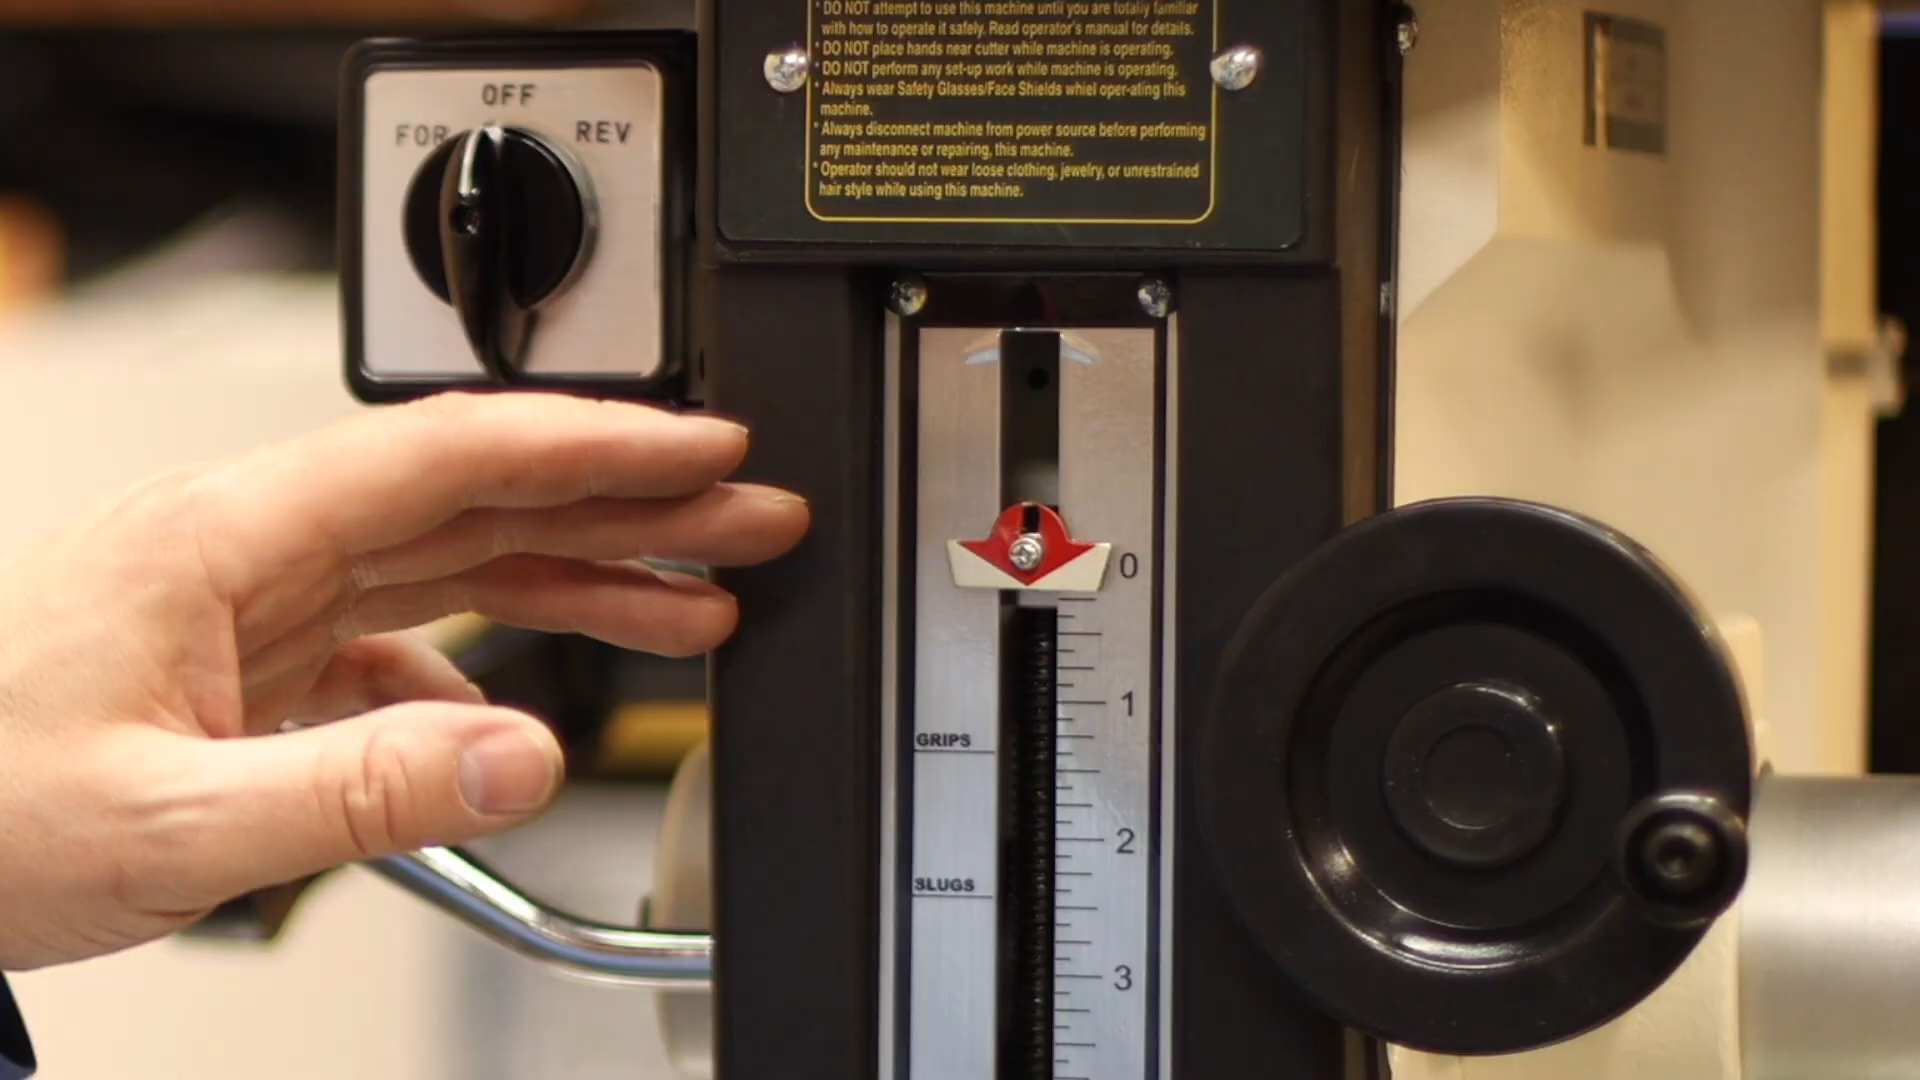 * DO NOT attempt to use this machine until you are totally familiar
with how to operate it safely. Read operator's manual for details.
* DO NOT place hands near cutter while machine is operating.
* DO NOT perform any set-up work while machine is operating.
* Always wear Safety Glasses/Face Shields whiel oper-ating this
machine.
* Always disconnect machine from power source before performing
any maintenance or repairing, this machine.
* Operator should not wear loose clothing, jewelry, or unrestrained
hair style while using this machine.
OFF
FOR REV
0
1
GRIPS
2
SLUGS
3